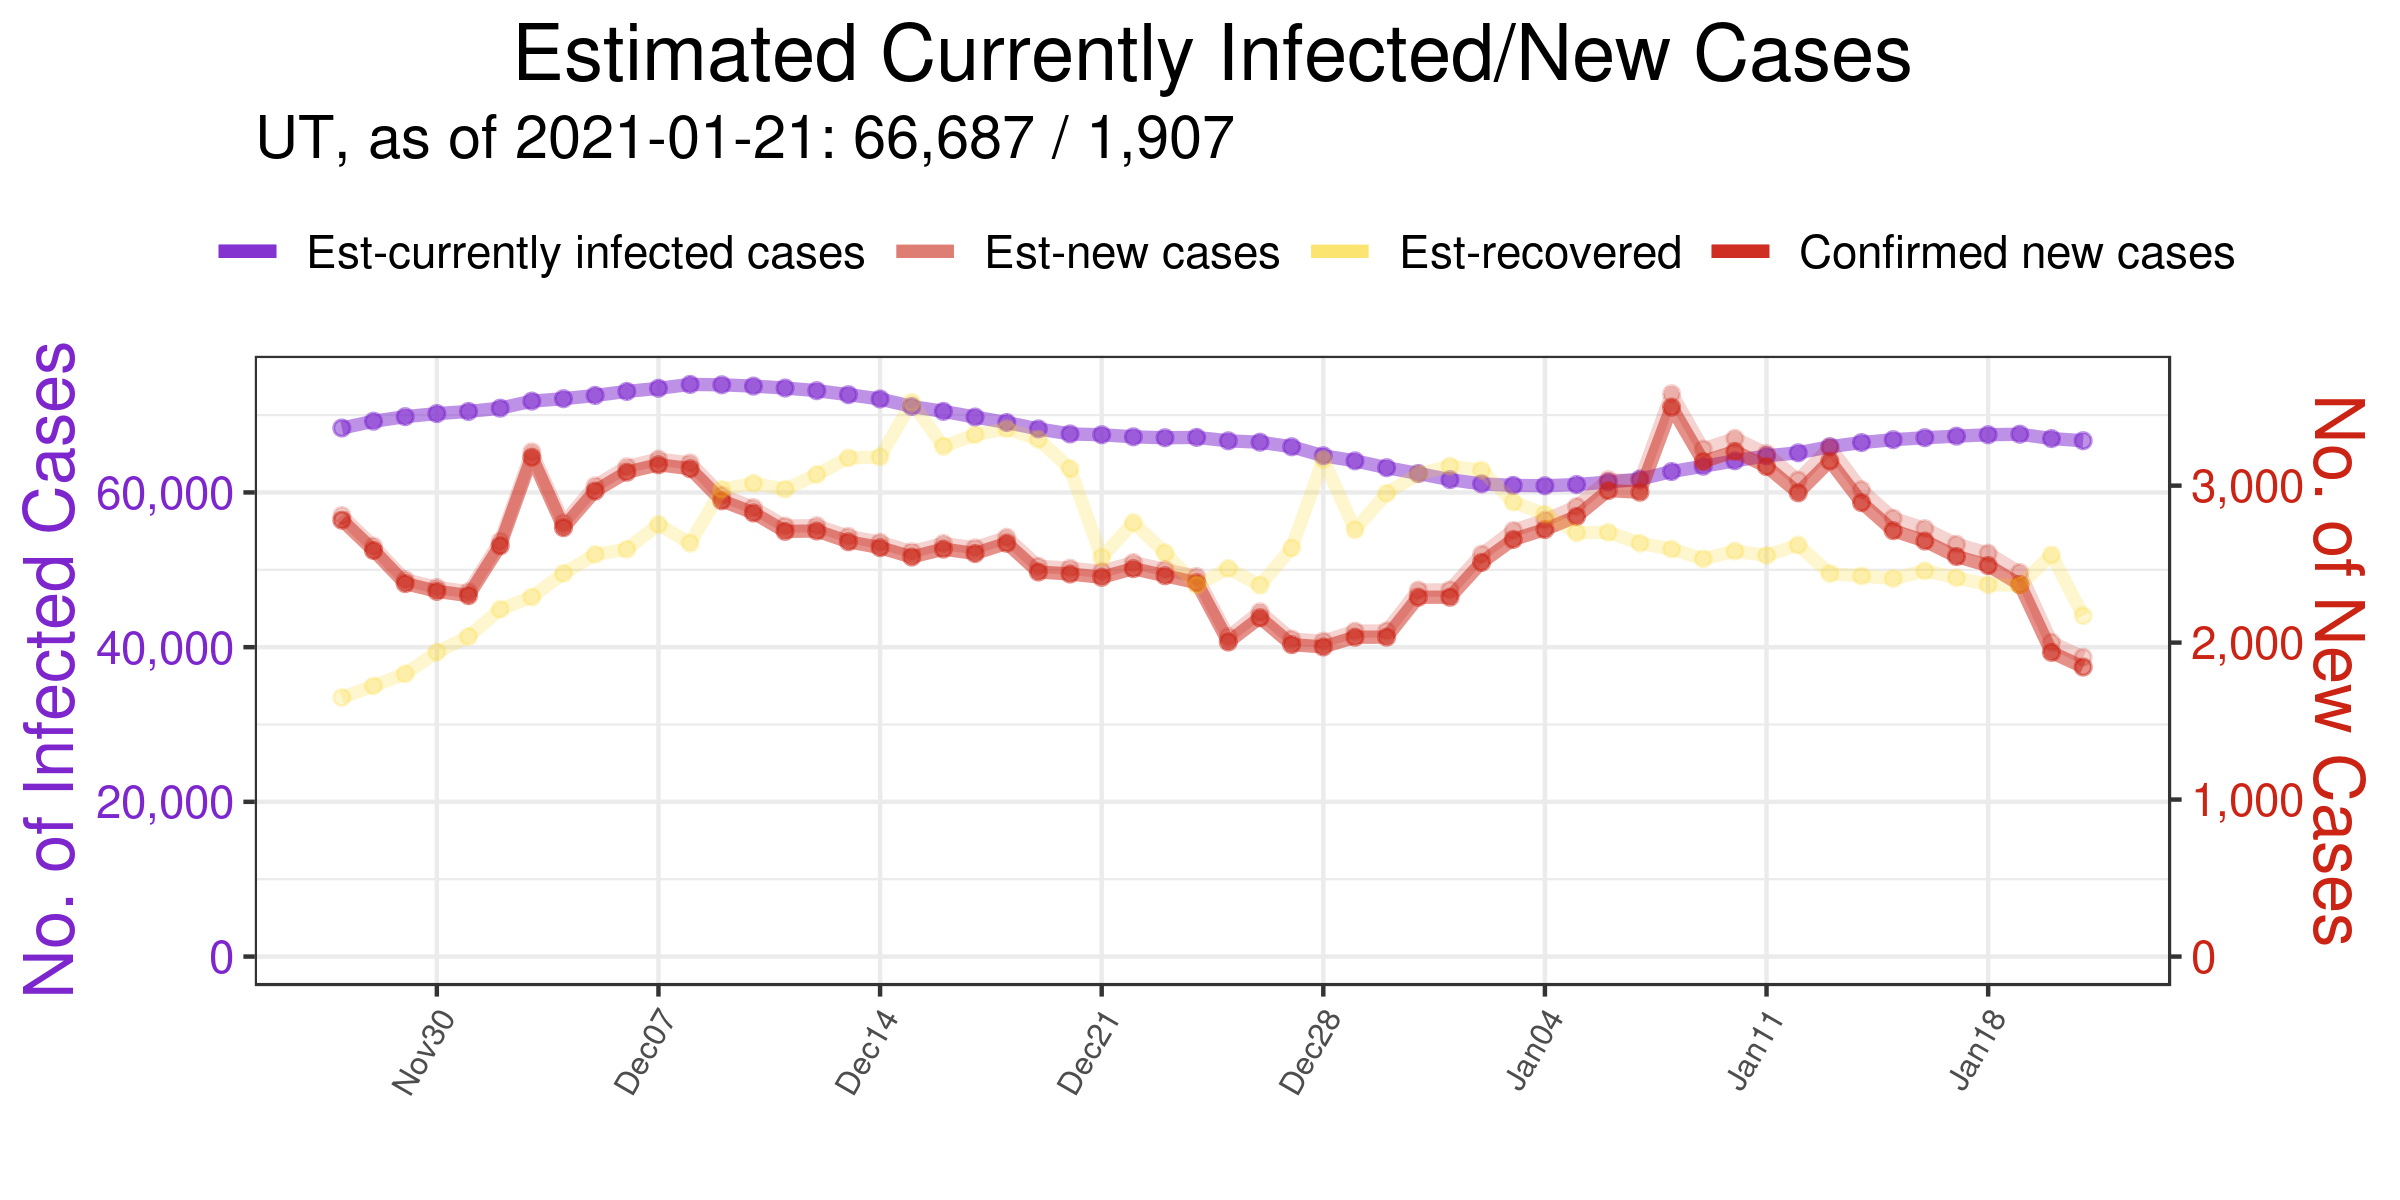 Estimated Currently Infected/New Cases
UT, as of 2021-01-21: 66,687 / 1,907
Est-currently infected cases
Est-new cases
Est-recovered
Confirmed new cases
No. of Infected Cases
60,000
40,000
20,000
0
3,000
2,000
1,000
0
No. of New Cases
Nov30
Dec07
Dec14
Dec21
Dec28
Jan04
Jan11
Jan18